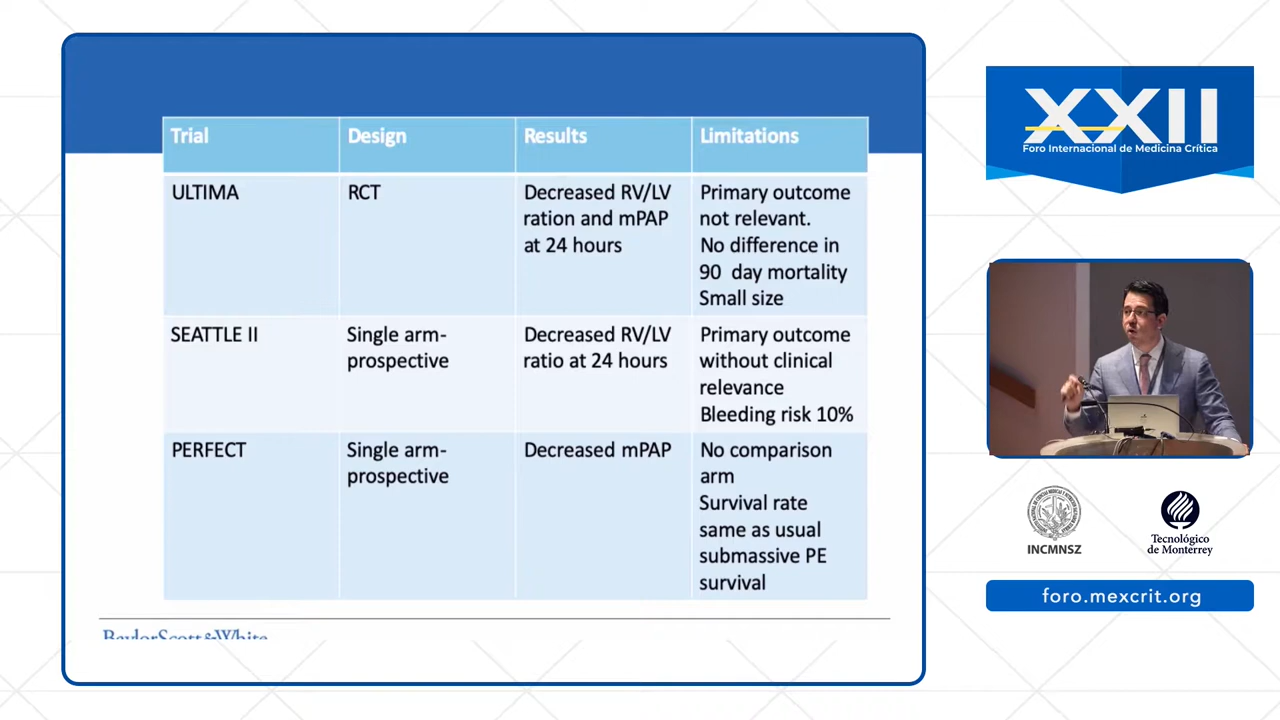 Trial Design Results Limitations
ULTIMA RCT Decreased RV/LV Primary outcome
ration and mPAP not relevant.
at 24 hours No difference in
90 day mortality
Small size
SEATTLE II Single arm- Decreased RV/LV Primary outcome
prospective ratio at 24 hours without clinical
relevance
Bleeding risk 10%
PERFECT Single arm- Decreased mPAP No comparison
prospective arm
Survival rate
same as usual
submassive PE
survival
BaylorScott&White
XXII
Foro Internacional de Medicina Crítica
INCMNSZ
Tecnológico
de Monterrey
foro.mexcrit.org